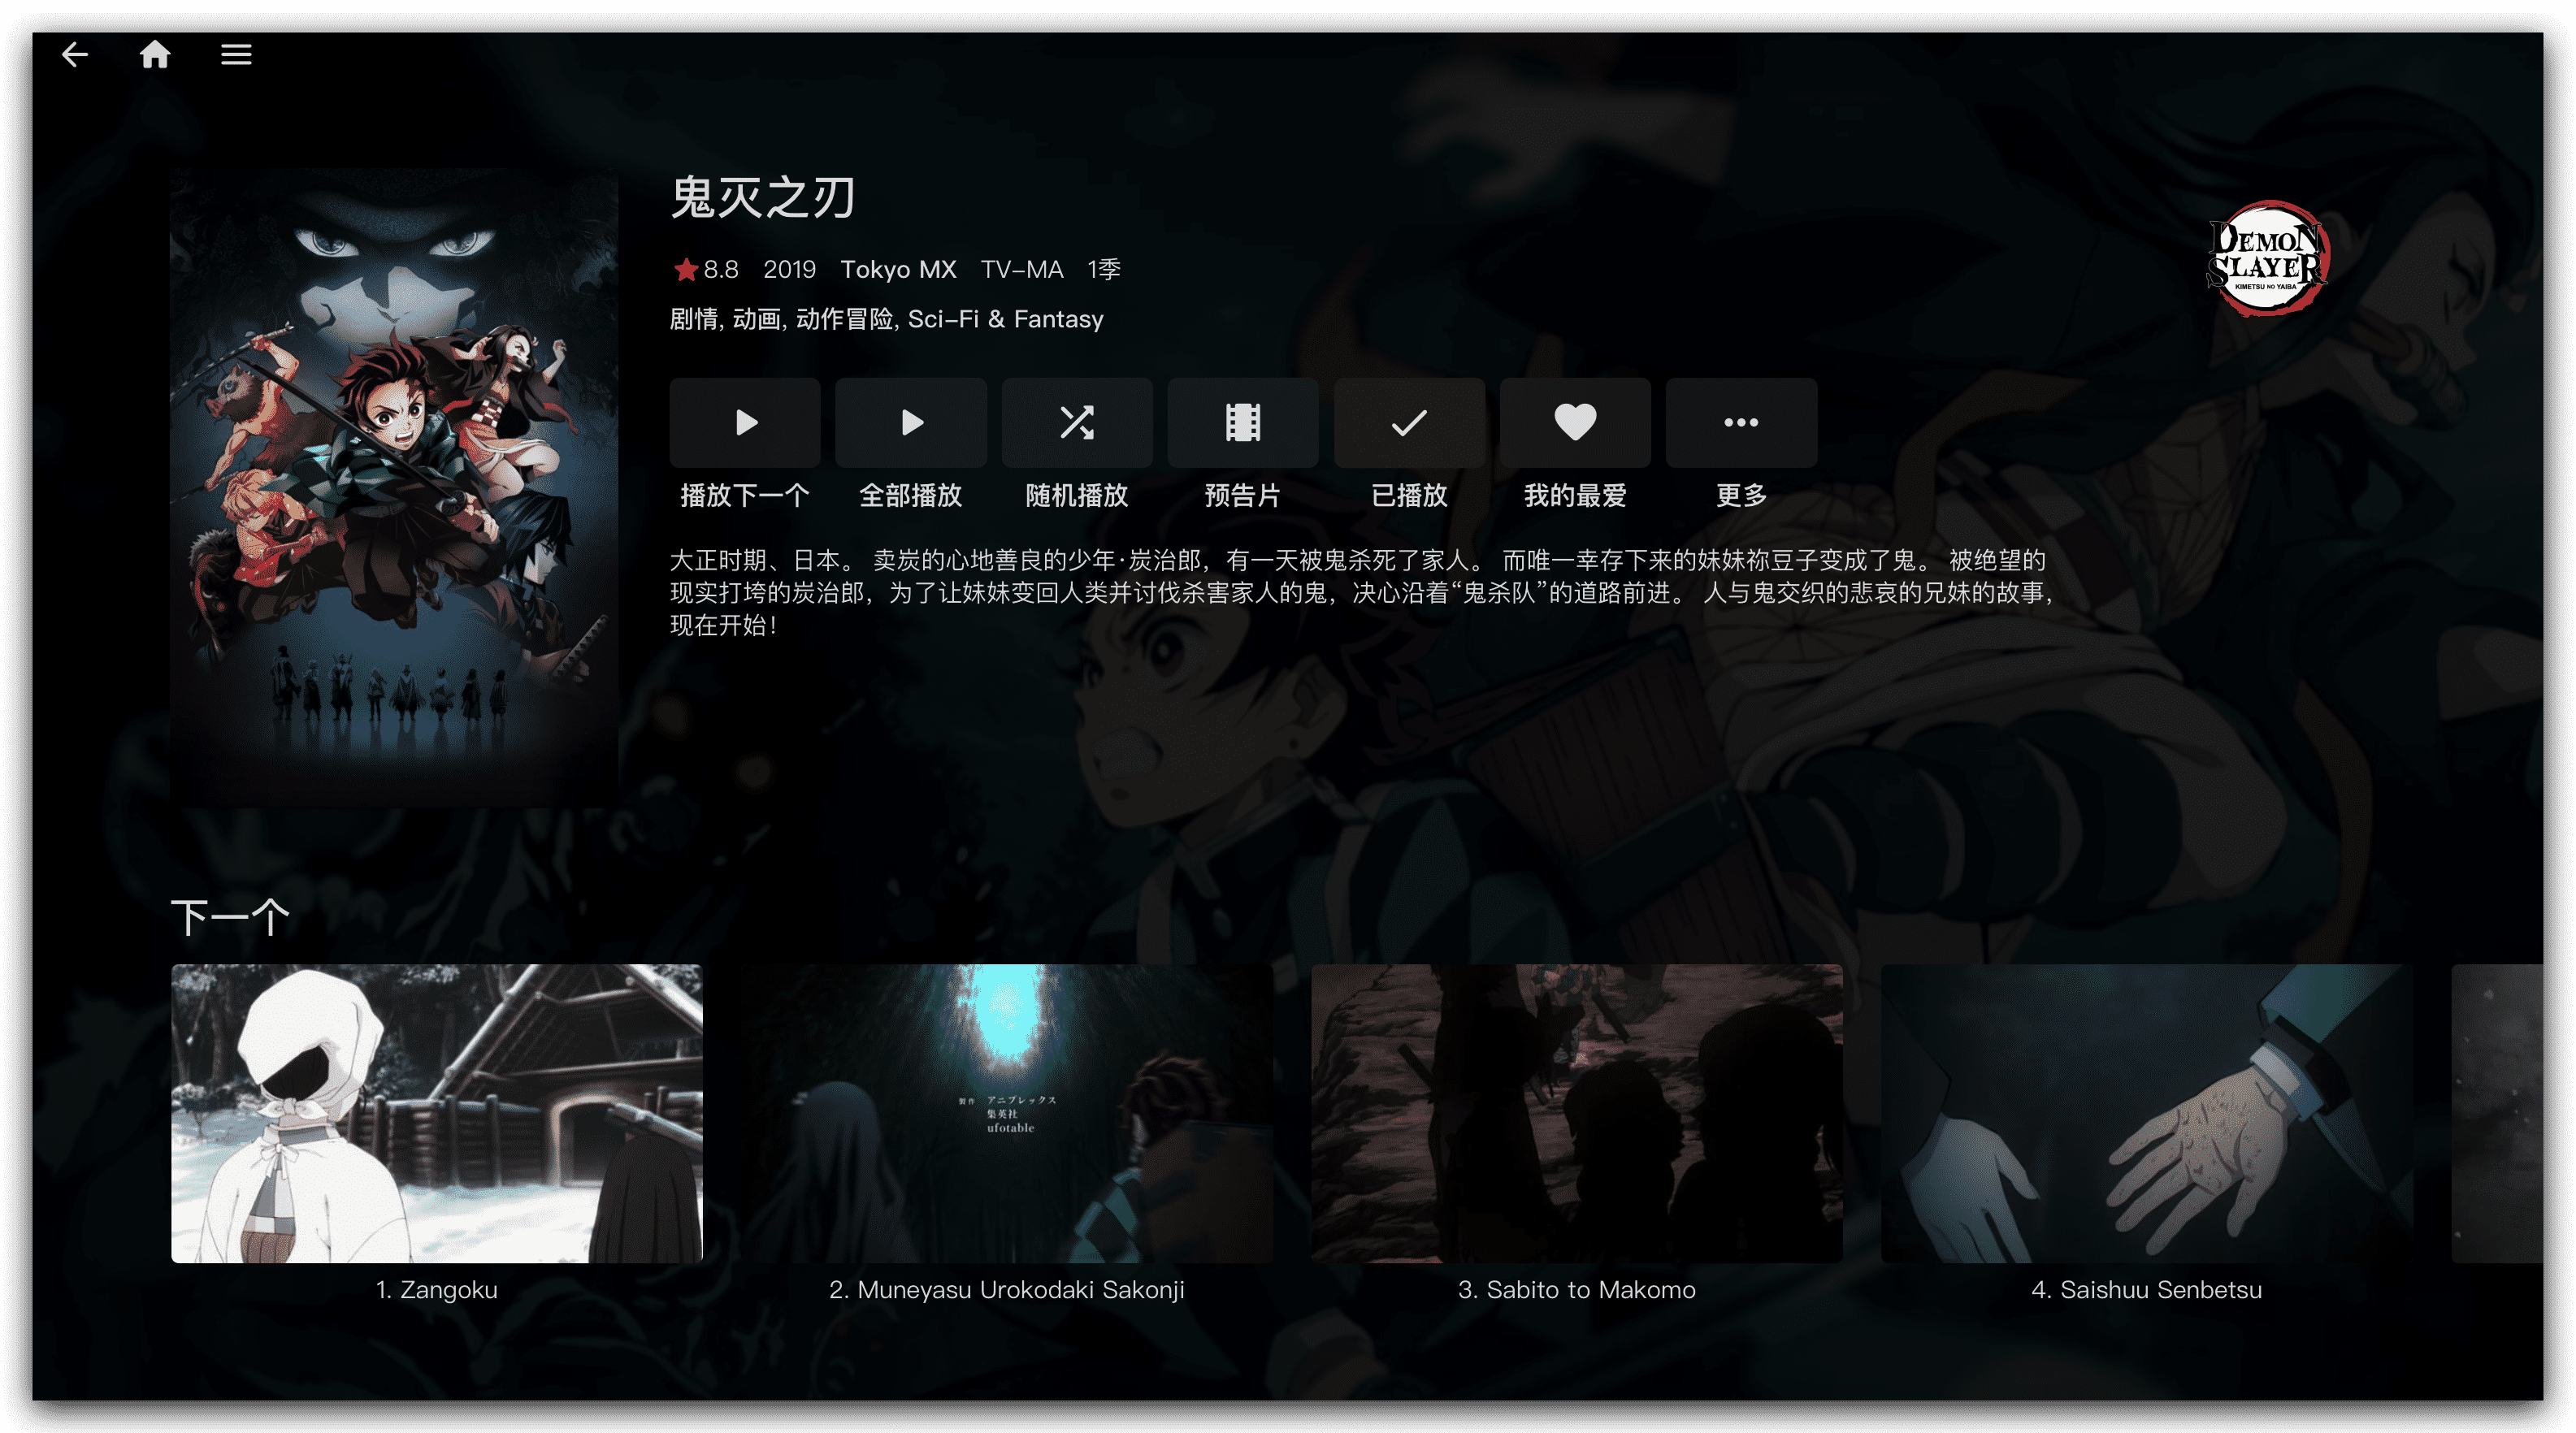 鬼灭之刃
8.8 2019 Tokyo MX TV-MA 1季
剧情, 动画, 动作冒险, Sci-Fi & Fantasy
DEMON
SLAYER
KIMETSU NO YAIBA
播放下一个 全部播放 随机播放 预告片 已播放 我的最爱 更多
大正时期、日本。 卖炭的心地善良的少年·炭治郎，有一天被鬼杀死了家人。 而唯一幸存下来的妹妹祢豆子变成了鬼。 被绝望的
现实打垮的炭治郎，为了让妹妹变回人类并讨伐杀害家人的鬼，决心沿着“鬼杀队”的道路前进。 人与鬼交织的悲哀的兄妹的故事，
现在开始！
下一个
製作 アニプレックス
集英社
ufotable
1. Zangoku
2. Muneyasu Urokodaki Sakonji
3. Sabito to Makomo
4. Saishuu Senbetsu